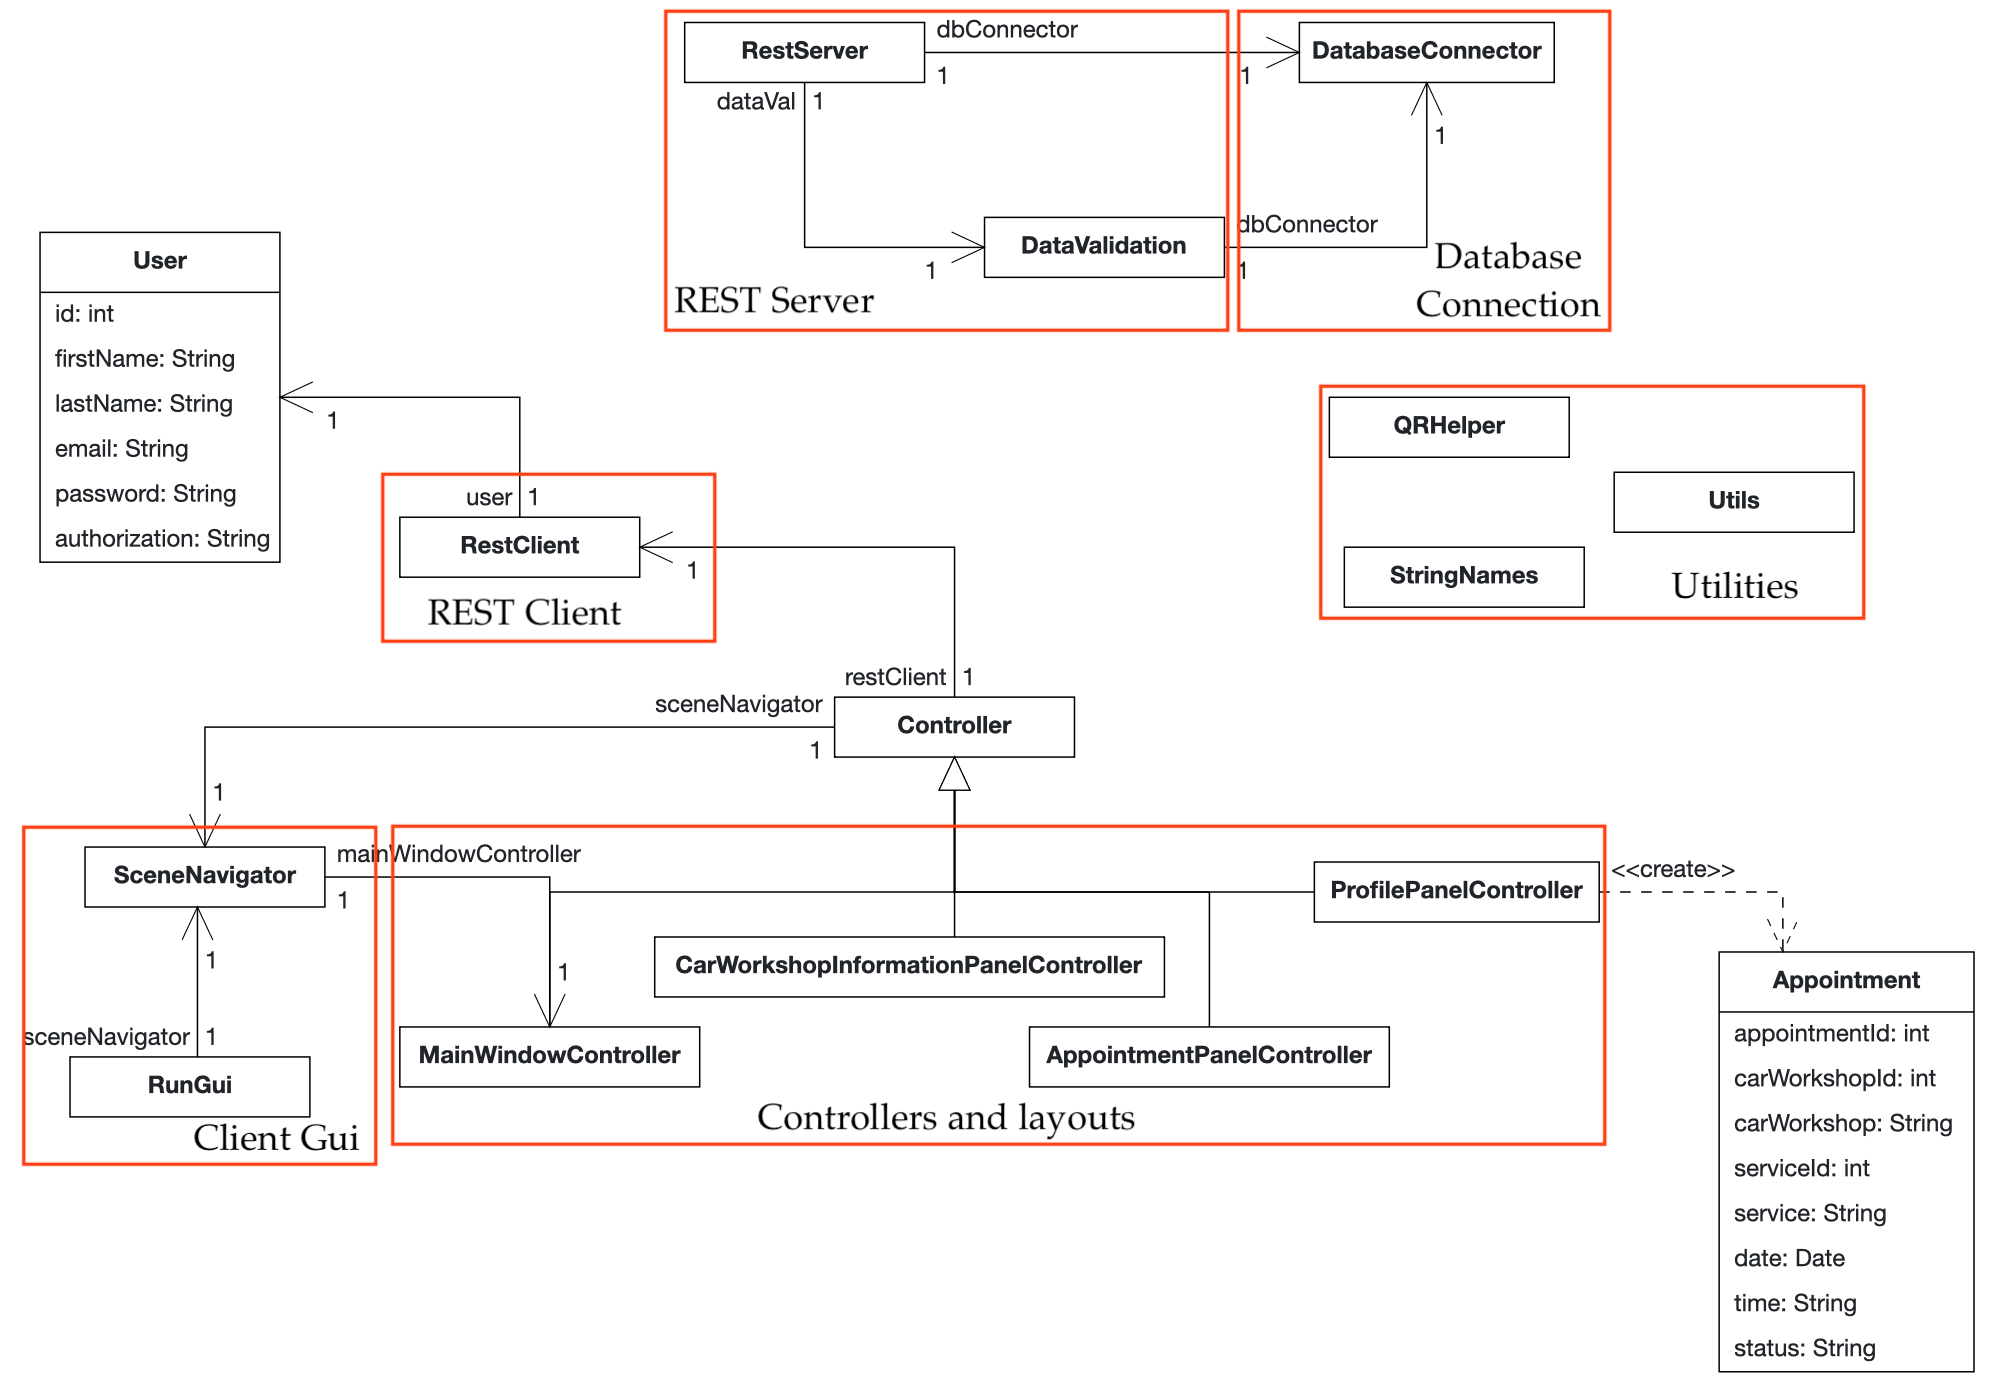 RestServer
dbConnector
1
1
DatabaseConnector
dataVal
1
1
DataValidation
1
dbConnector
1
REST Server
Database
Connection
User
id: int
firstName: String
lastName: String
email: String
password: String
authorization: String
1
user
1
RestClient
1
REST Client
QRHelper
Utils
StringNames
Utilities
restClient
1
sceneNavigator
1
Controller
1
SceneNavigator
mainWindowController
1
1
sceneNavigator
1
RunGui
Client Gui
ProfilePanelController
<<create>>
CarWorkshopInformationPanelController
1
MainWindowController
AppointmentPanelController
Controllers and layouts
Appointment
appointmentId: int
carWorkshopId: int
carWorkshop: String
serviceId: int
service: String
date: Date
time: String
status: String